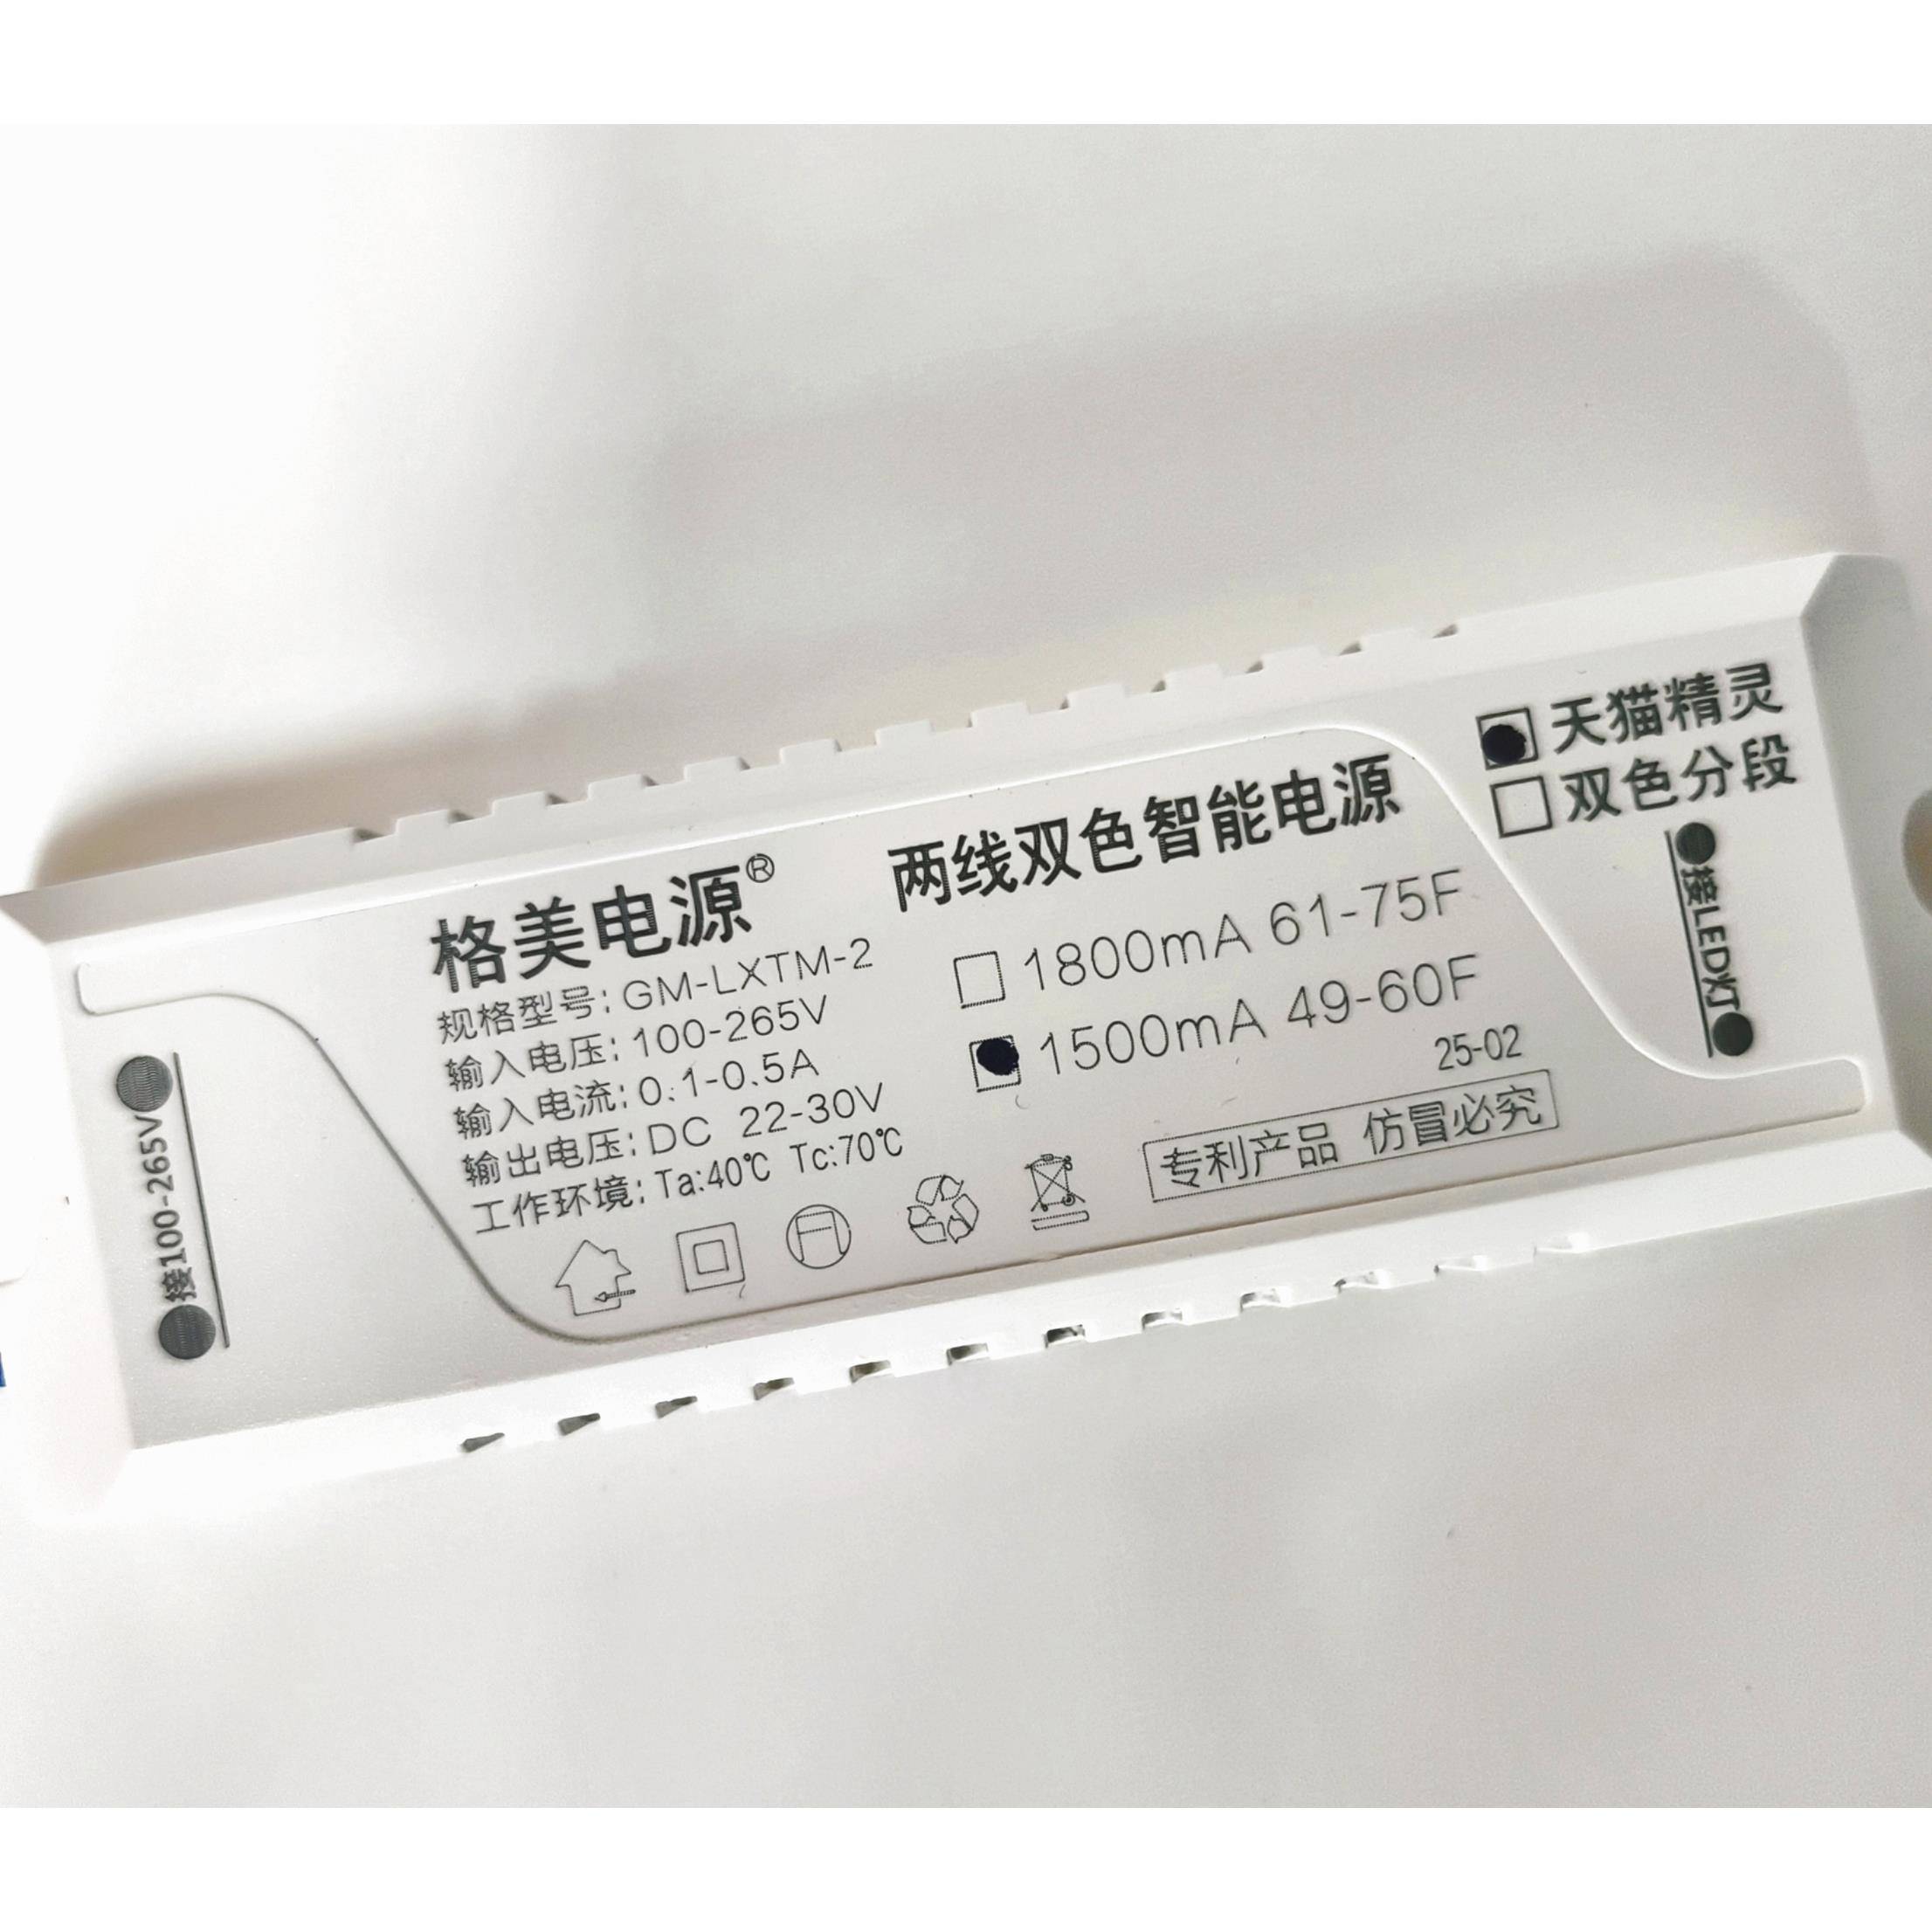 格美电源®
规格型号: GM-LXTM-2
输入电压: 100-265V
输入电流: 0.1-0.5A
输出电压: DC 22-30V
工作环境: Ta:40℃ Tc:70℃
两线双色智能电源
1800mA 61-75F
1500mA 49-60F
25-02
专利产品 仿冒必究
天猫精灵
双色分段
接LED灯
接100-265V